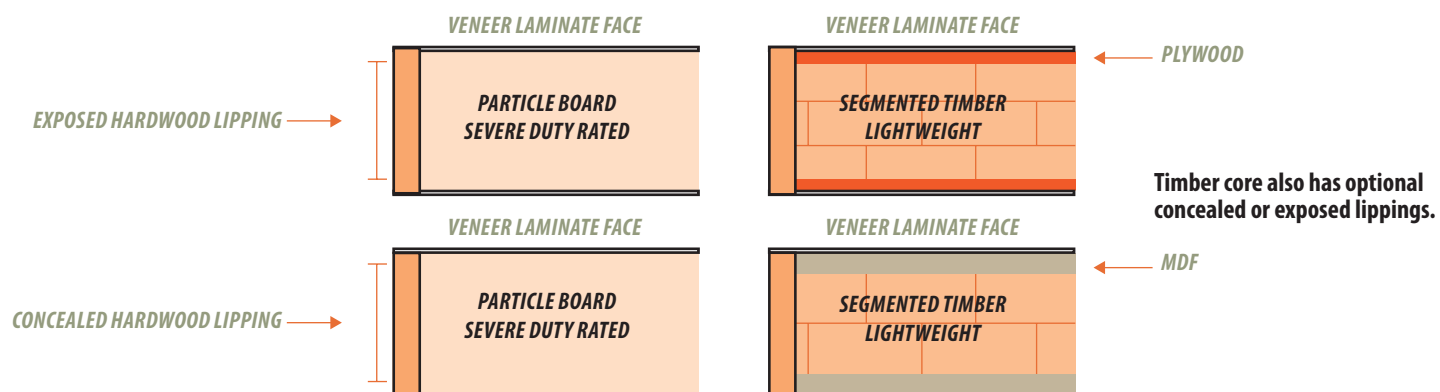 VENEER LAMINATE FACE
VENEER LAMINATE FACE
PLYWOOD
EXPOSED HARDWOOD LIPPING
PARTICLE BOARD
SEVERE DUTY RATED
SEGMENTED TIMBER
LIGHTWEIGHT
Timber core also has optional
concealed or exposed lippings.
VENEER LAMINATE FACE
VENEER LAMINATE FACE
MDF
CONCEALED HARDWOOD LIPPING
PARTICLE BOARD
SEVERE DUTY RATED
SEGMENTED TIMBER
LIGHTWEIGHT